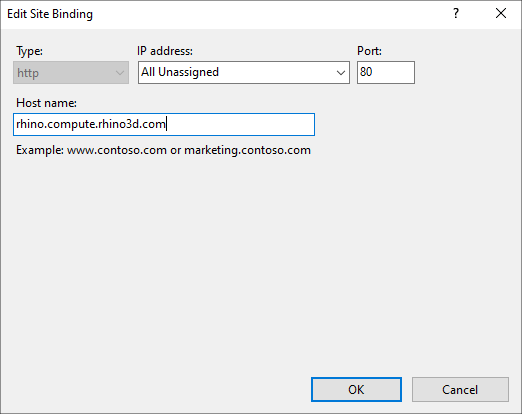 Edit Site Binding
?
Type: IP address: Port:
http All Unassigned 80
Host name:
rhino.compute.rhino3d.com
Example: www.contoso.com or marketing.contoso.com
OK Cancel